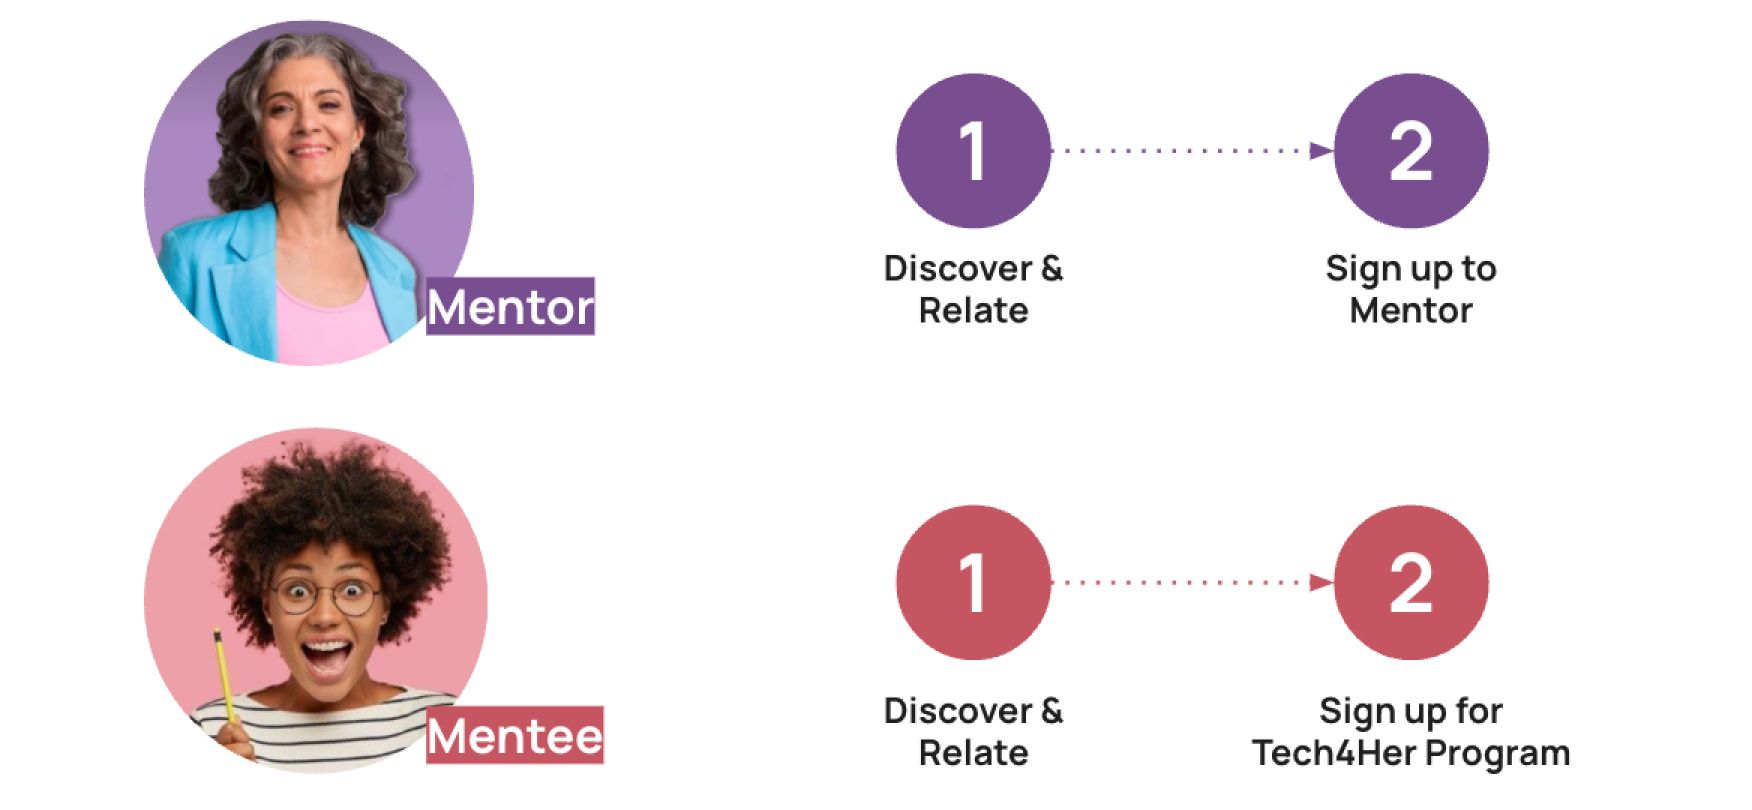 Mentor
1
2
Discover &
Relate
Sign up to
Mentor
Mentee
1
2
Discover &
Relate
Sign up for
Tech4Her Program